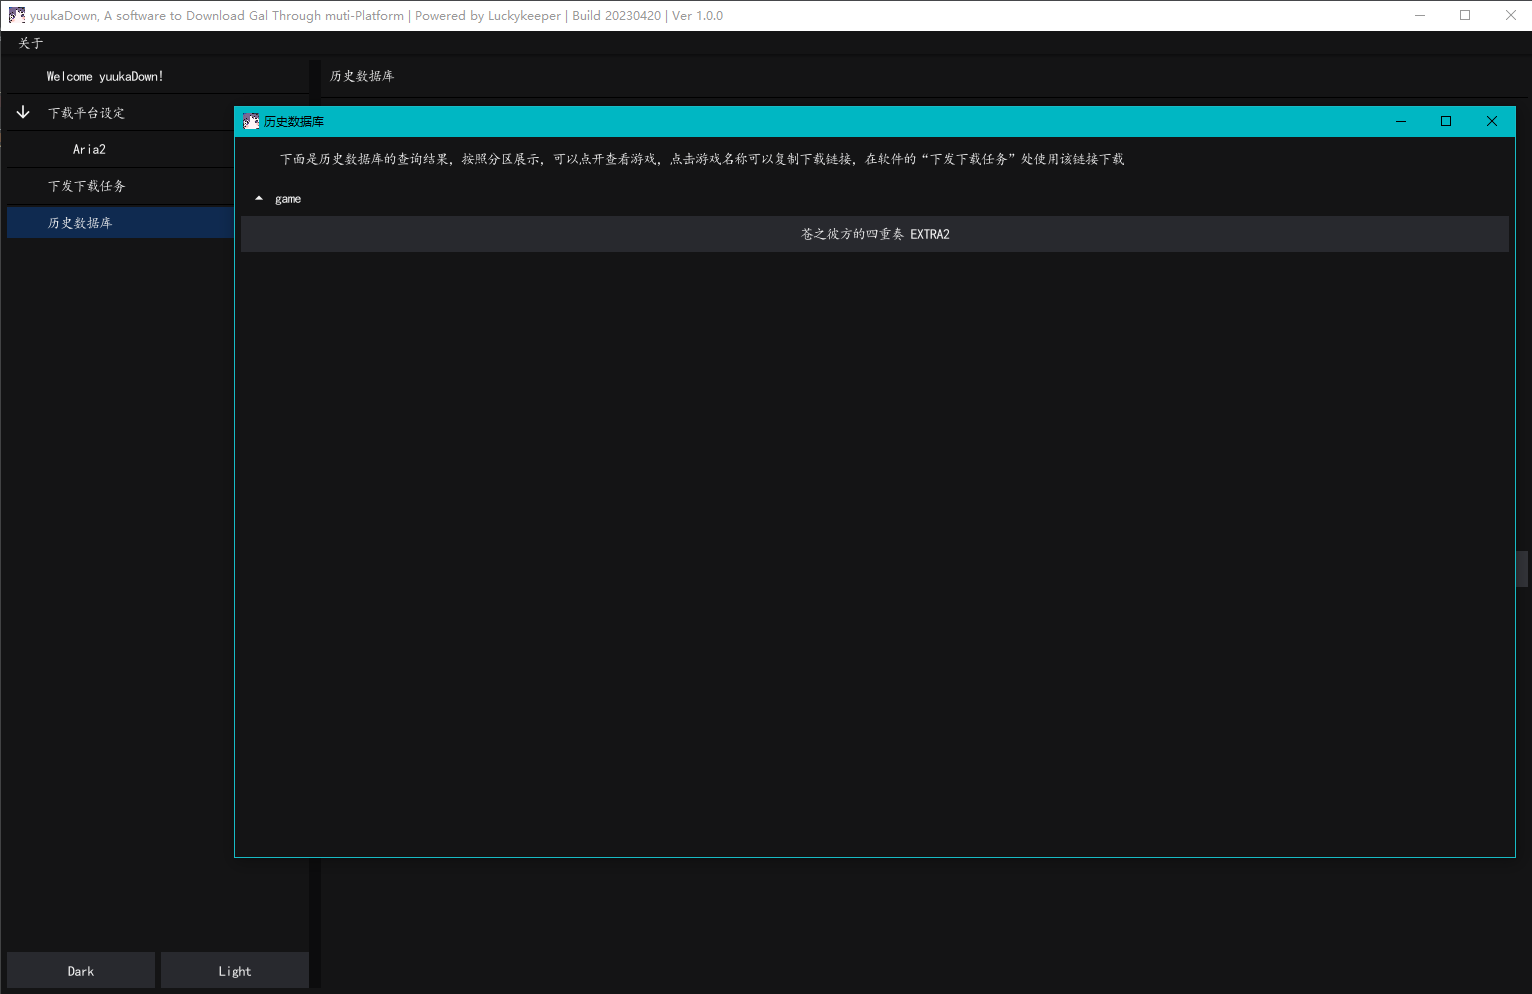 yuukaDown, A software to Download Gal Through muti-Platform | Powered by Luckykeeper | Build 20230420 | Ver 1.0.0
关于
Welcome yuukaDown!
下载平台设定
Aria2
下发下载任务
历史数据库
历史数据库
历史数据库
下面是历史数据库的查询结果，按照分区展示，可以点开查看游戏，点击游戏名称可以复制下载链接，在软件的“下发下载任务”处使用该链接下载
game
苍之彼方的四重奏 EXTRA2
Dark
Light